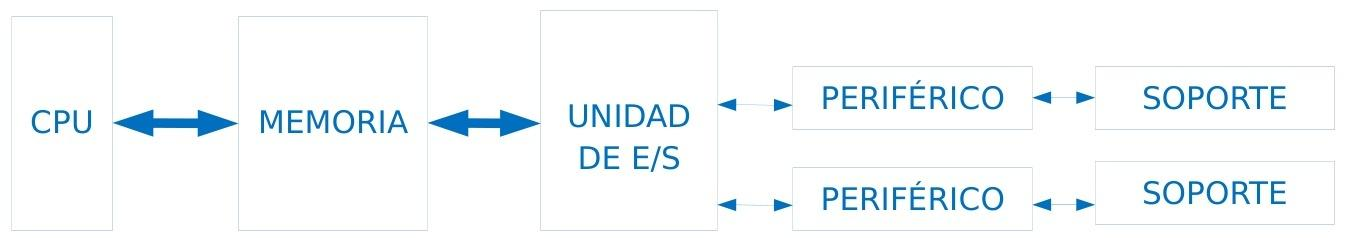 CPU
MEMORIA
UNIDAD
DE E/S
PERIFÉRICO
SOPORTE
PERIFÉRICO
SOPORTE